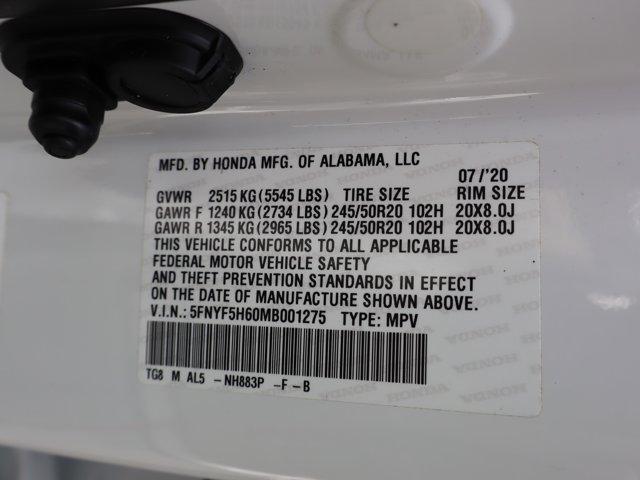 MFD. BY HONDA MFG. OF ALABAMA, LLC 07/'20
GVWR 2515 KG (5545 LBS) TIRE SIZE RIM SIZE
GAWR F 1240 KG (2734 LBS) 245/50R20 102H 20X8.0J
GAWR R 1345 KG (2965 LBS) 245/50R20 102H 20X8.0J
THIS VEHICLE CONFORMS TO ALL APPLICABLE
FEDERAL MOTOR VEHICLE SAFETY
AND THEFT PREVENTION STANDARDS IN EFFECT
ON THE DATE OF MANUFACTURE SHOWN ABOVE.
V.I.N.: 5FNYF5H60MB001275 TYPE: MPV
TG8 M AL5 -NH883P -F-B